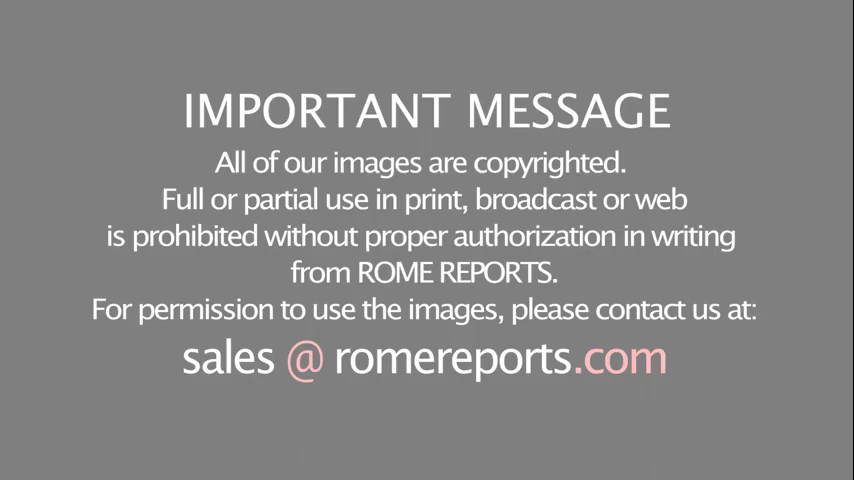 IMPORTANT MESSAGE
All of our images are copyrighted.
Full or partial use in print, broadcast or web
is prohibited without proper authorization in writing
from ROME REPORTS.
For permission to use the images, please contact us at:
sales @ romereports.com